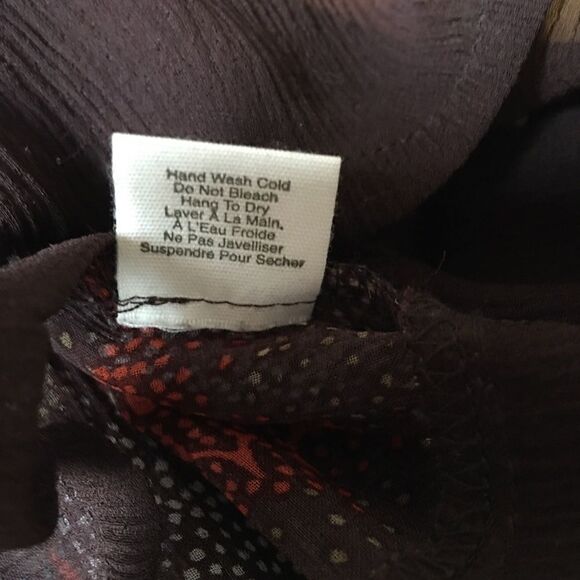 Hand Wash Cold
Do Not Bleach
Hang To Dry
Laver À La Main,
À L'Eau Froide
Ne Pas Javelliser
Suspendré Pour Secher